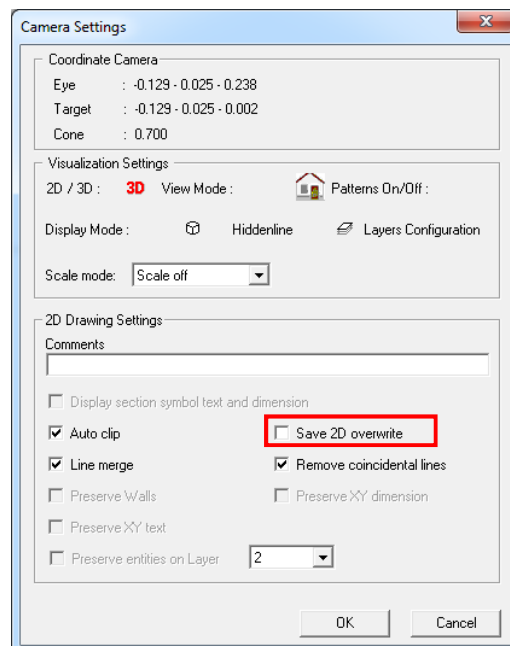 Camera Settings
Coordinate Camera
Eye : -0.129 - 0.025 - 0.238
Target : -0.129 - 0.025 - 0.002
Cone : 0.700
Visualization Settings
2D / 3D : 3D View Mode : Patterns On/Off :
Display Mode : Hiddenline Layers Configuration
Scale mode: Scale off
2D Drawing Settings
Comments
Display section symbol text and dimension
Auto clip Save 2D overwrite
Line merge Remove coincidental lines
Preserve Walls Preserve XY dimension
Preserve XY text
Preserve entities on Layer 2
OK Cancel